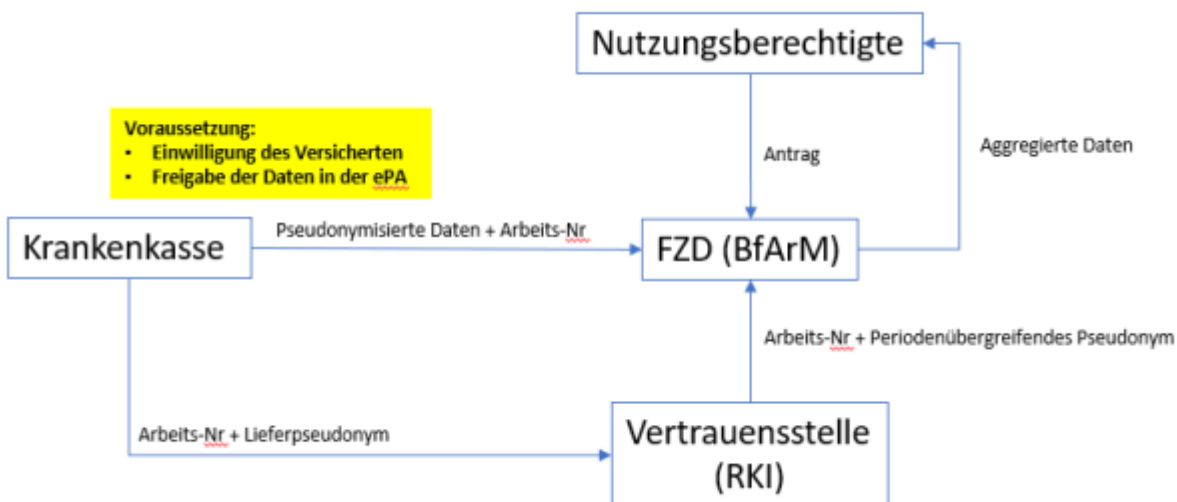 Nutzungsberechtigte
Voraussetzung:
• Einwilligung des Versicherten
• Freigabe der Daten in der ePA
Antrag
Aggregierte Daten
Krankenkasse
Pseudonymisierte Daten + Arbeits-Nr
FZD (BfArM)
Arbeits-Nr + Periodenübergreifendes Pseudonym
Arbeits-Nr + Lieferpseudonym
Vertrauensstelle
(RKI)